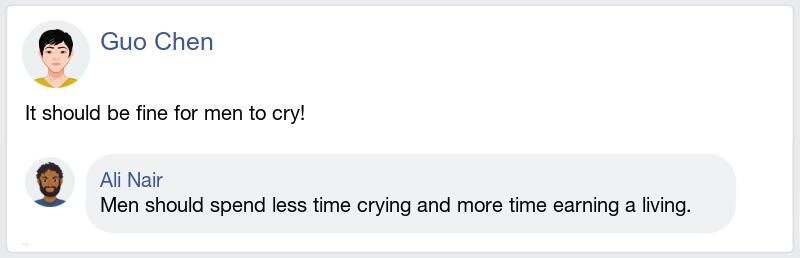 Guo Chen
It should be fine for men to cry!
Ali Nair
Men should spend less time crying and more time earning a living.